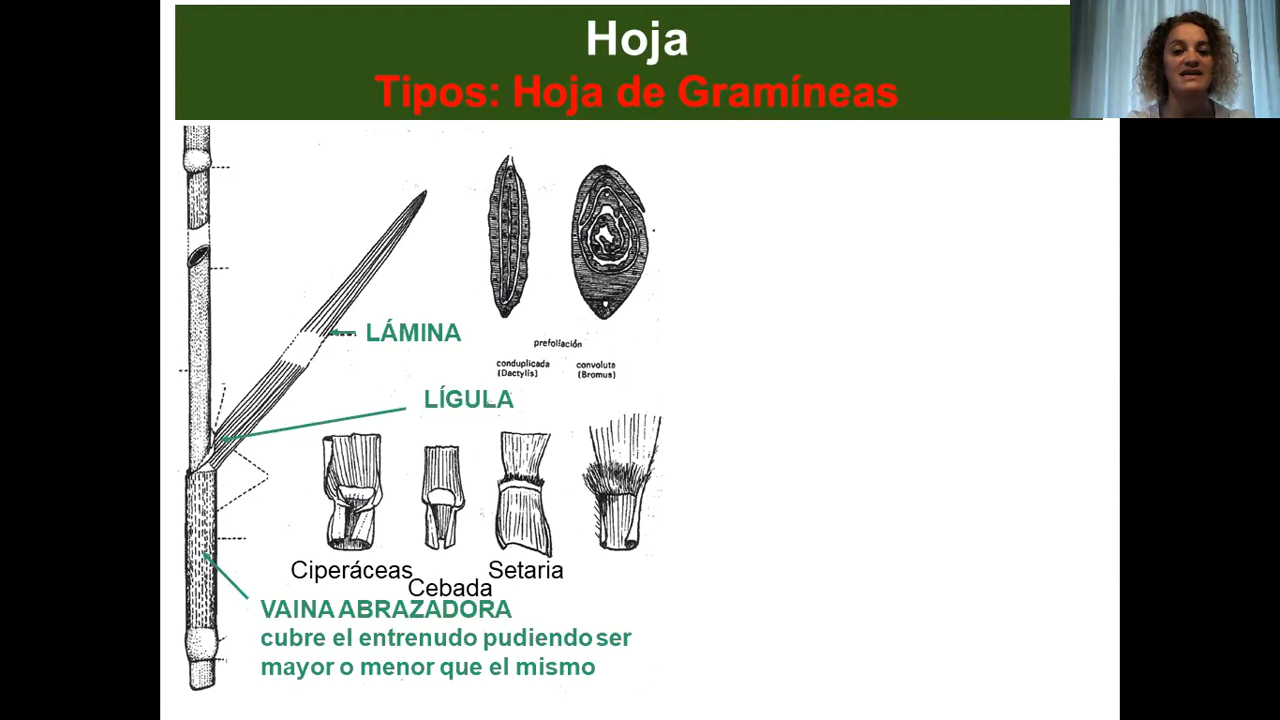 Hoja
Tipos: Hoja de Gramíneas
LÁMINA
prefoliación
conduplicada
(Dactylis)
convoluta
(Bromus)
LÍGULA
Ciperáceas
Cebada
Setaria
VAINA ABRAZADORA
cubre el entrenudo pudiendo ser
mayor o menor que el mismo